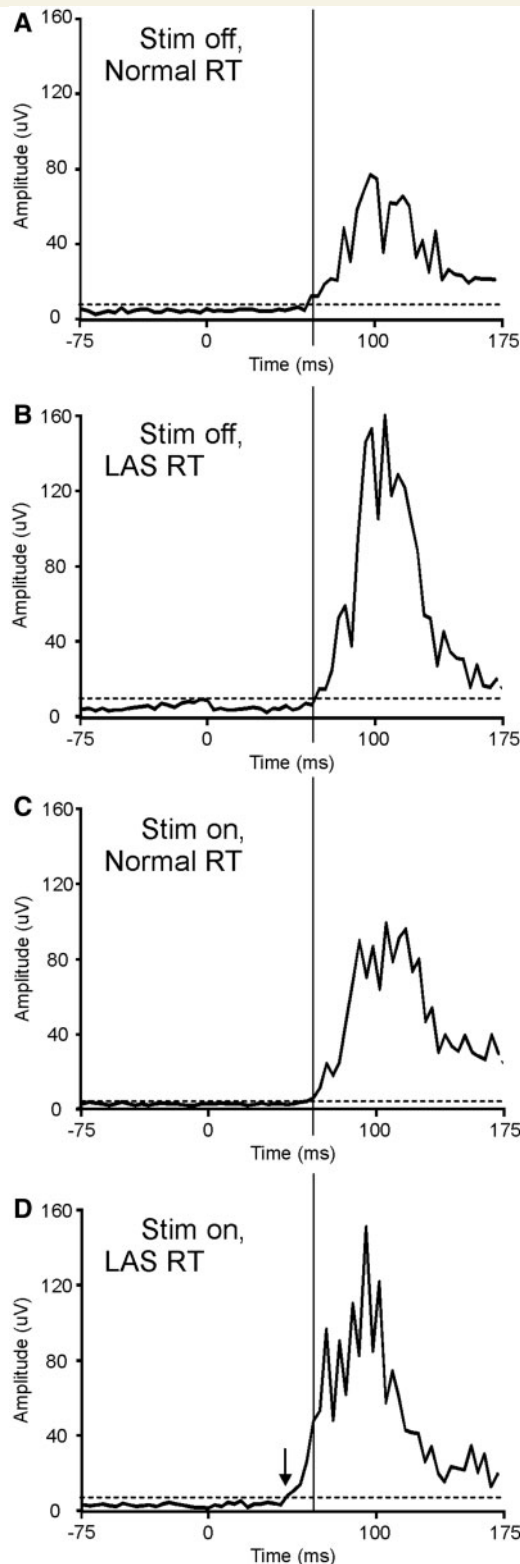 A
Stim off,
Normal RT
Amplitude (uV)
160
120
80
40
0
-75
0
100
175
Time (ms)
B
Stim off,
LAS RT
Amplitude (uV)
160
120
80
40
0
-75
0
100
175
Time (ms)
C
Stim on,
Normal RT
Amplitude (uV)
160
120
80
40
0
-75
0
100
175
Time (ms)
D
Stim on,
LAS RT
Amplitude (uV)
160
120
80
40
0
-75
0
100
175
Time (ms)